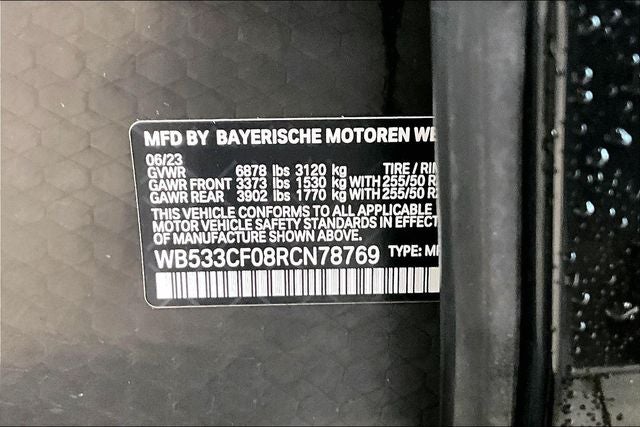 MFD BY BAYERISCHE MOTOREN WE
06/23
GVWR 6878 lbs 3120 kg TIRE / RI
GAWR FRONT 3373 lbs 1530 kg WITH 255/50 R
GAWR REAR 3902 lbs 1770 kg WITH 255/50 R
THIS VEHICLE CONFORMS TO ALL APPLICABLE
MOTOR VEHICLE SAFETY STANDARDS IN EFFECT
OF MANUFACTURE SHOWN ABOVE.
WB533CF08RCN78769 TYPE: M